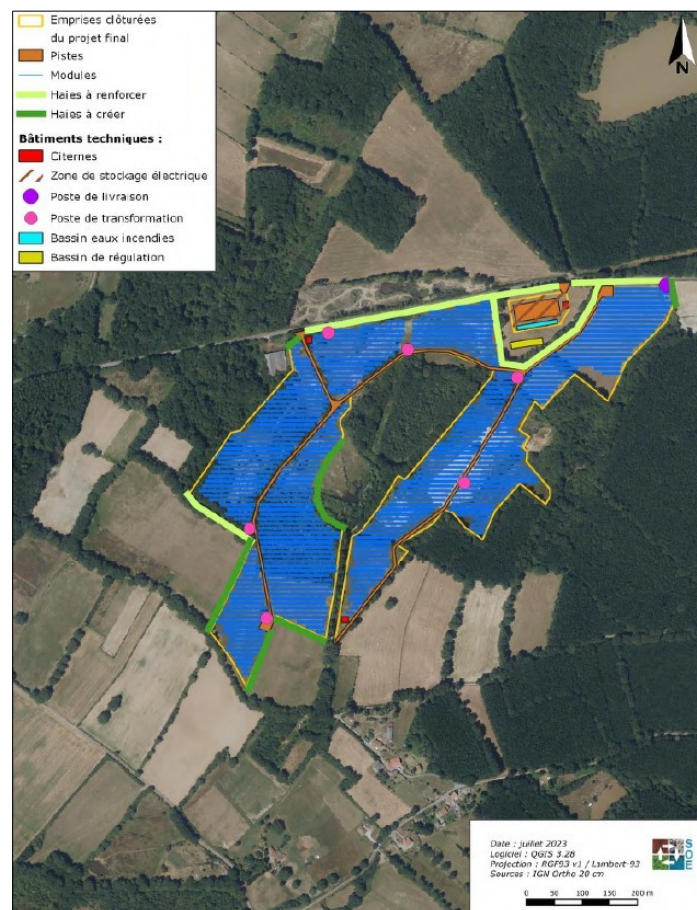 Emprises clôturées
du projet final
Pistes
Modules
Haies à renforcer
Haies à créer
Bâtiments techniques :
Citernes
Zone de stockage électrique
Poste de livraison
Poste de transformation
Bassin eaux incendies
Bassin de régulation
N
Date : juillet 2023
Logiciel : QGIS 3.28
Projection : RGF93 v1 / Lambert-93
Sources : IGN Ortho 20 cm
SOE
0 50 100 150 200 m